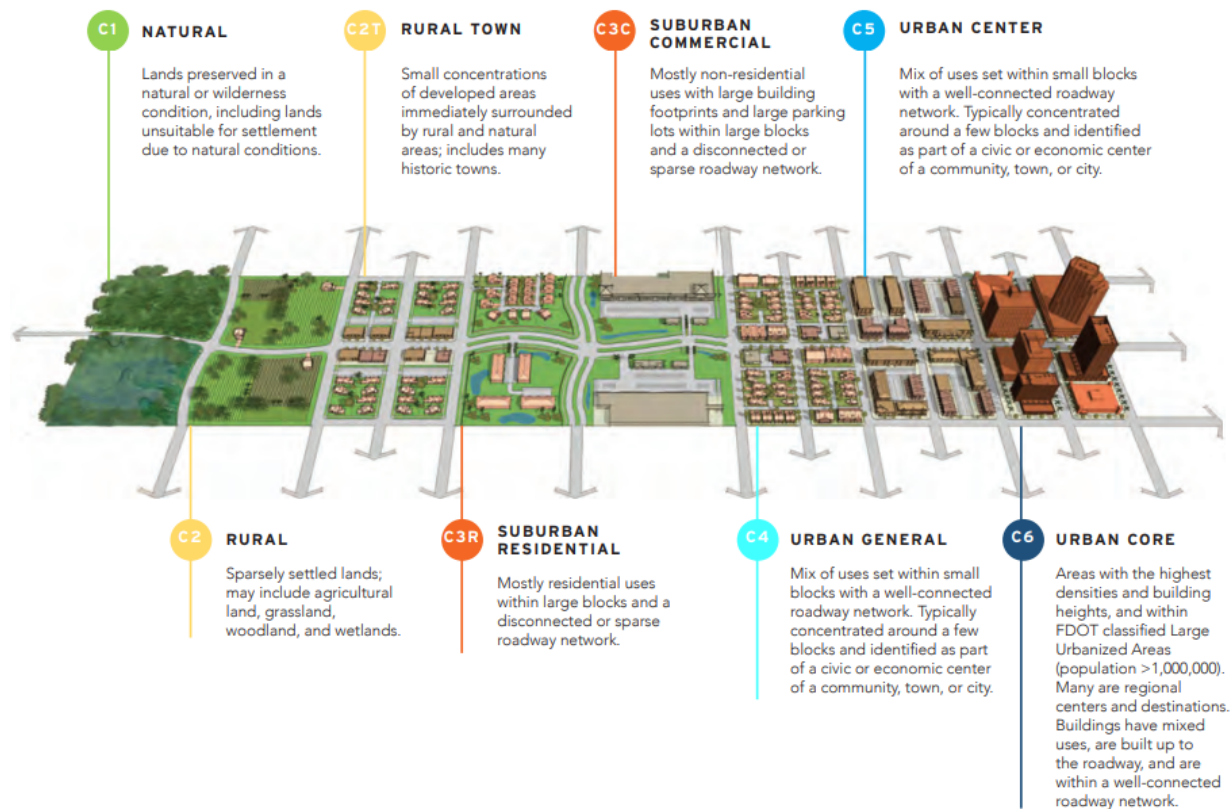 C1
NATURAL
Lands preserved in a
natural or wilderness
condition, including lands
unsuitable for settlement
due to natural conditions.
C2T
RURAL TOWN
Small concentrations
of developed areas
immediately surrounded
by rural and natural
areas; includes many
historic towns.
C3C
SUBURBAN
COMMERCIAL
Mostly non-residential
uses with large building
footprints and large parking
lots within large blocks
and a disconnected or
sparse roadway network.
C5
URBAN CENTER
Mix of uses set within small blocks
with a well-connected roadway
network. Typically concentrated
around a few blocks and identified
as part of a civic or economic center
of a community, town, or city.
C2
RURAL
Sparsely settled lands;
may include agricultural
land, grassland,
woodland, and wetlands.
C3R
SUBURBAN
RESIDENTIAL
Mostly residential uses
within large blocks and a
disconnected or sparse
roadway network.
C4
URBAN GENERAL
Mix of uses set within small
blocks with a well-connected
roadway network. Typically
concentrated around a few
blocks and identified as part
of a civic or economic center
of a community, town, or city.
C6
URBAN CORE
Areas with the highest
densities and building
heights, and within
FDOT classified Large
Urbanized Areas
(population >1,000,000).
Many are regional
centers and destinations.
Buildings have mixed
uses, are built up to
the roadway, and are
within a well-connected
roadway network.